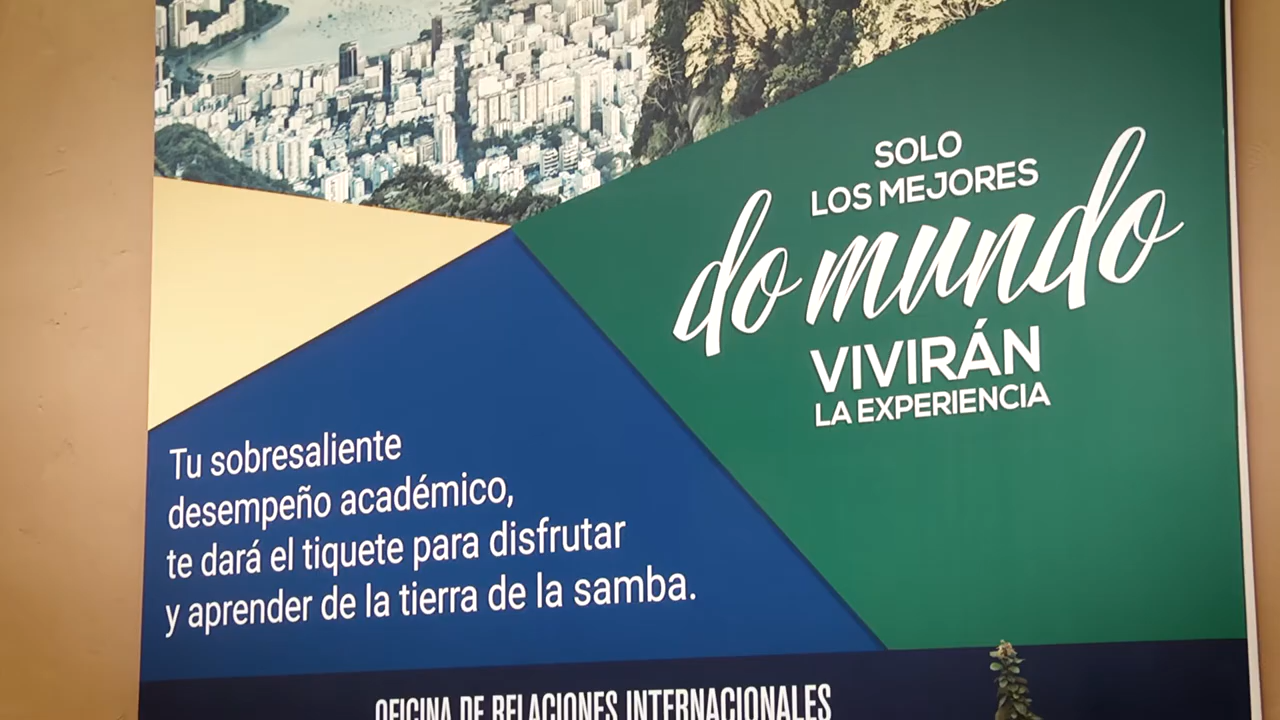 SOLO
LOS MEJORES
do mundo
VIVIRÁN
LA EXPERIENCIA
Tu sobresaliente
desempeño académico,
te dará el tiquete para disfrutar
y aprender de la tierra de la samba.
OFICINA DE RELACIONES INTERNACIONALES